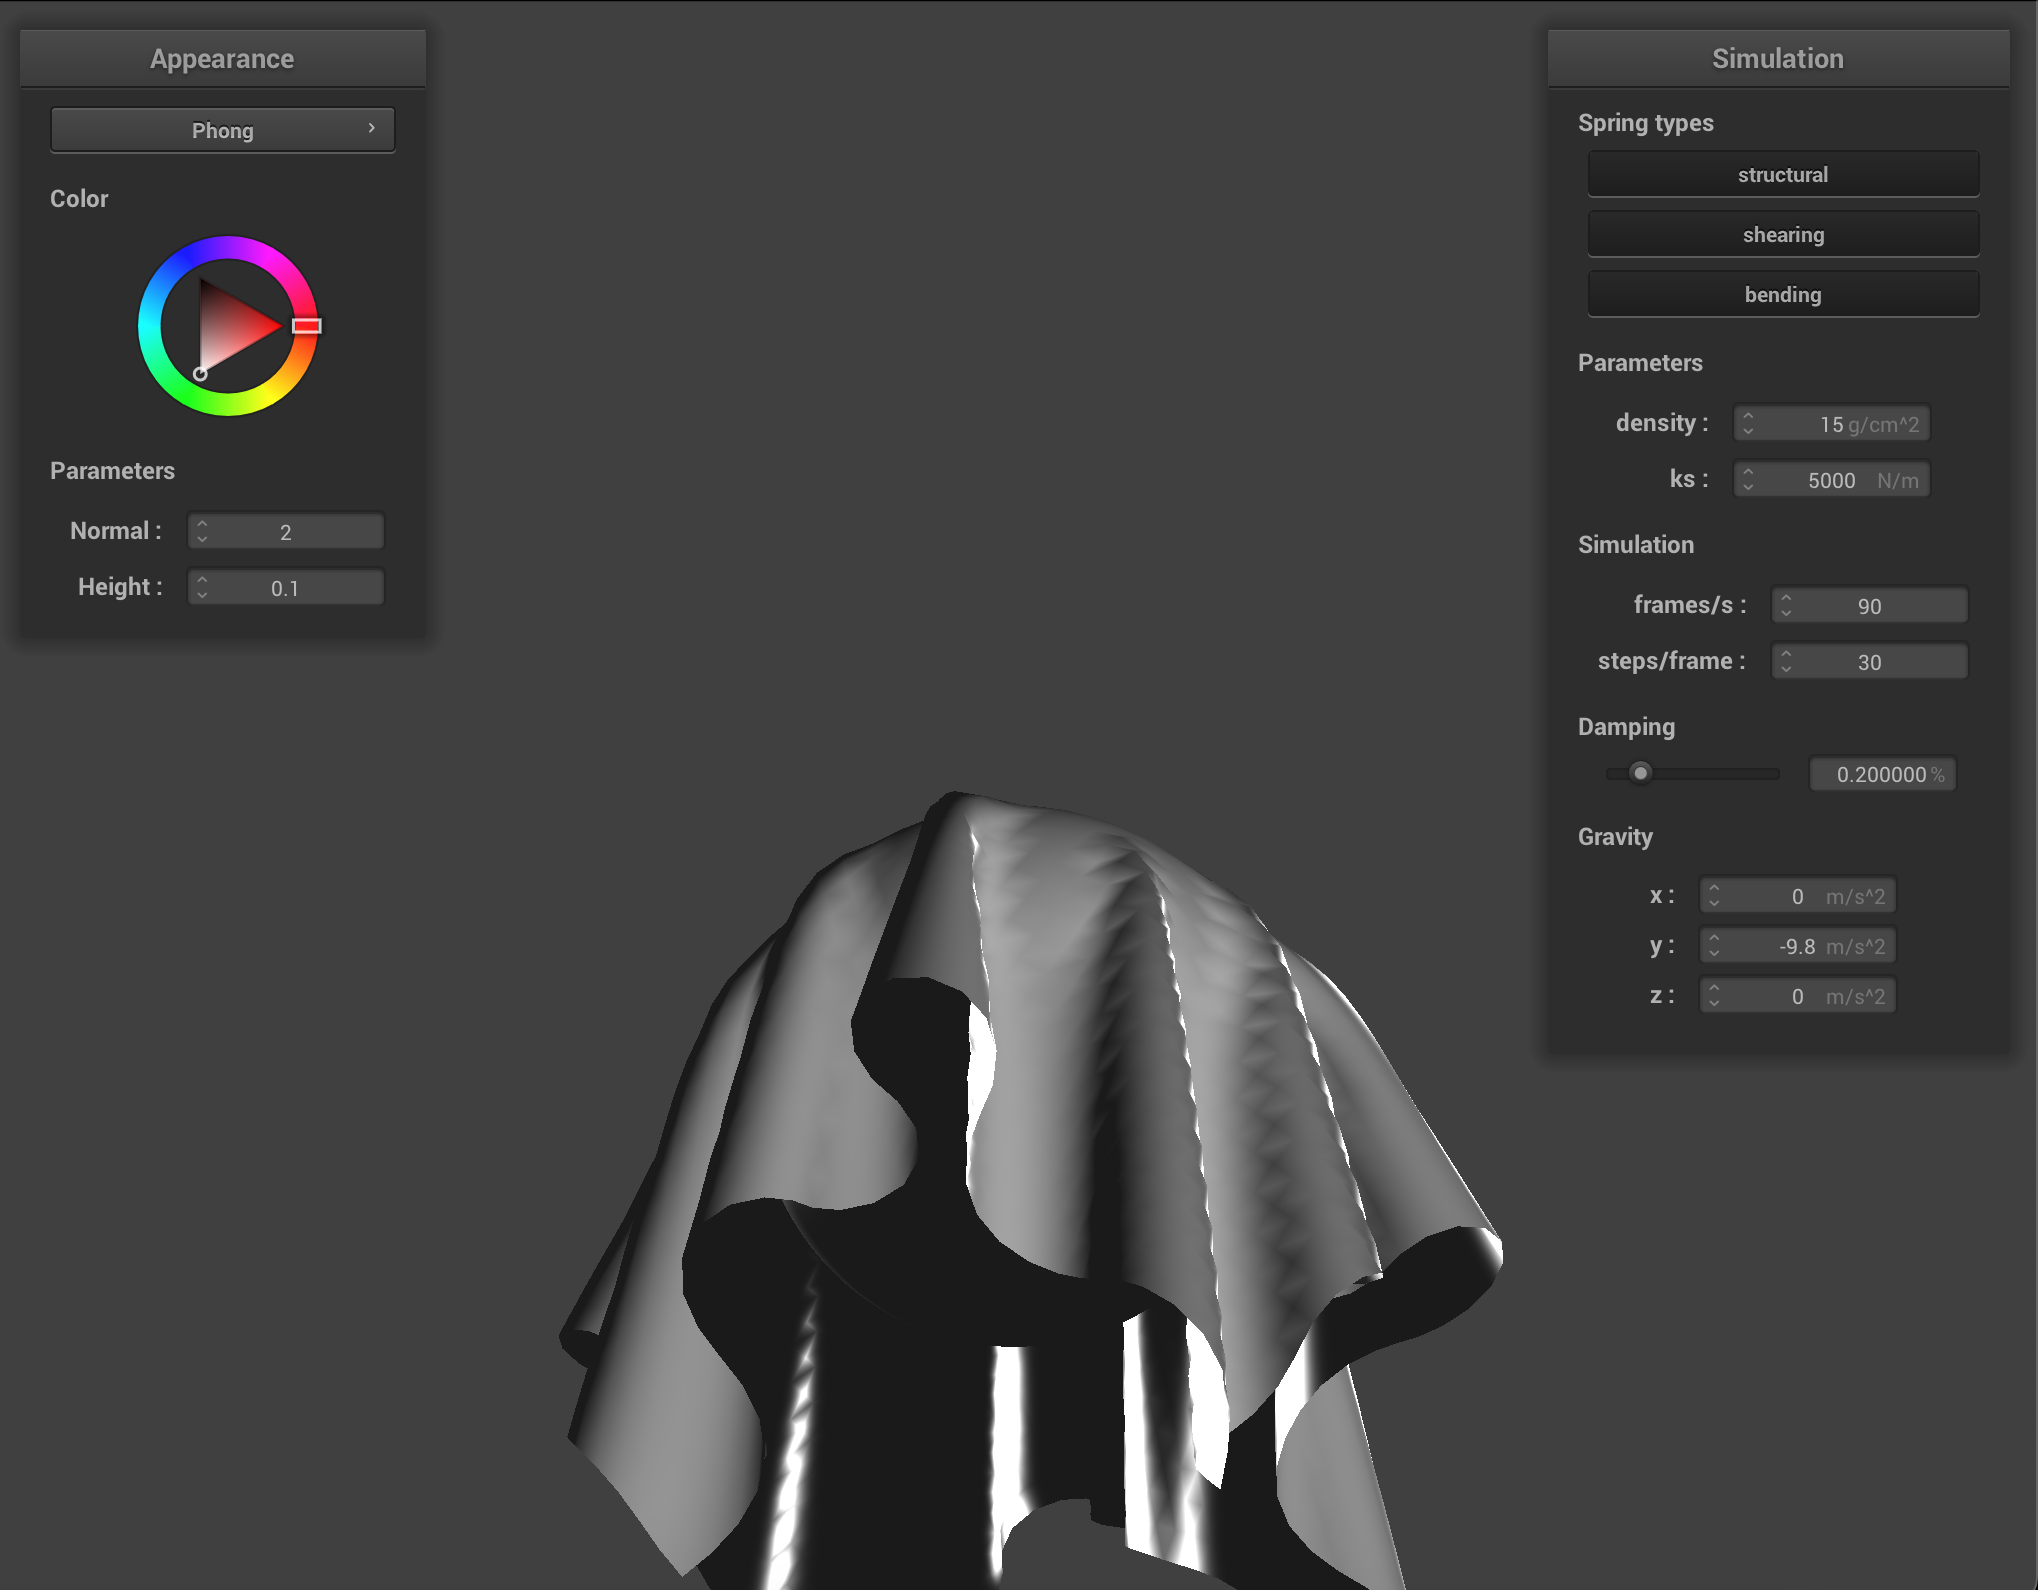 Appearance
Phong
Color
Parameters
Normal : 2
Height : 0.1
Simulation
Spring types
structural
shearing
bending
Parameters
density : 15 g/cm^2
ks : 5000 N/m
Simulation
frames/s : 90
steps/frame : 30
Damping
0.200000 %
Gravity
x : 0 m/s^2
y : -9.8 m/s^2
z : 0 m/s^2